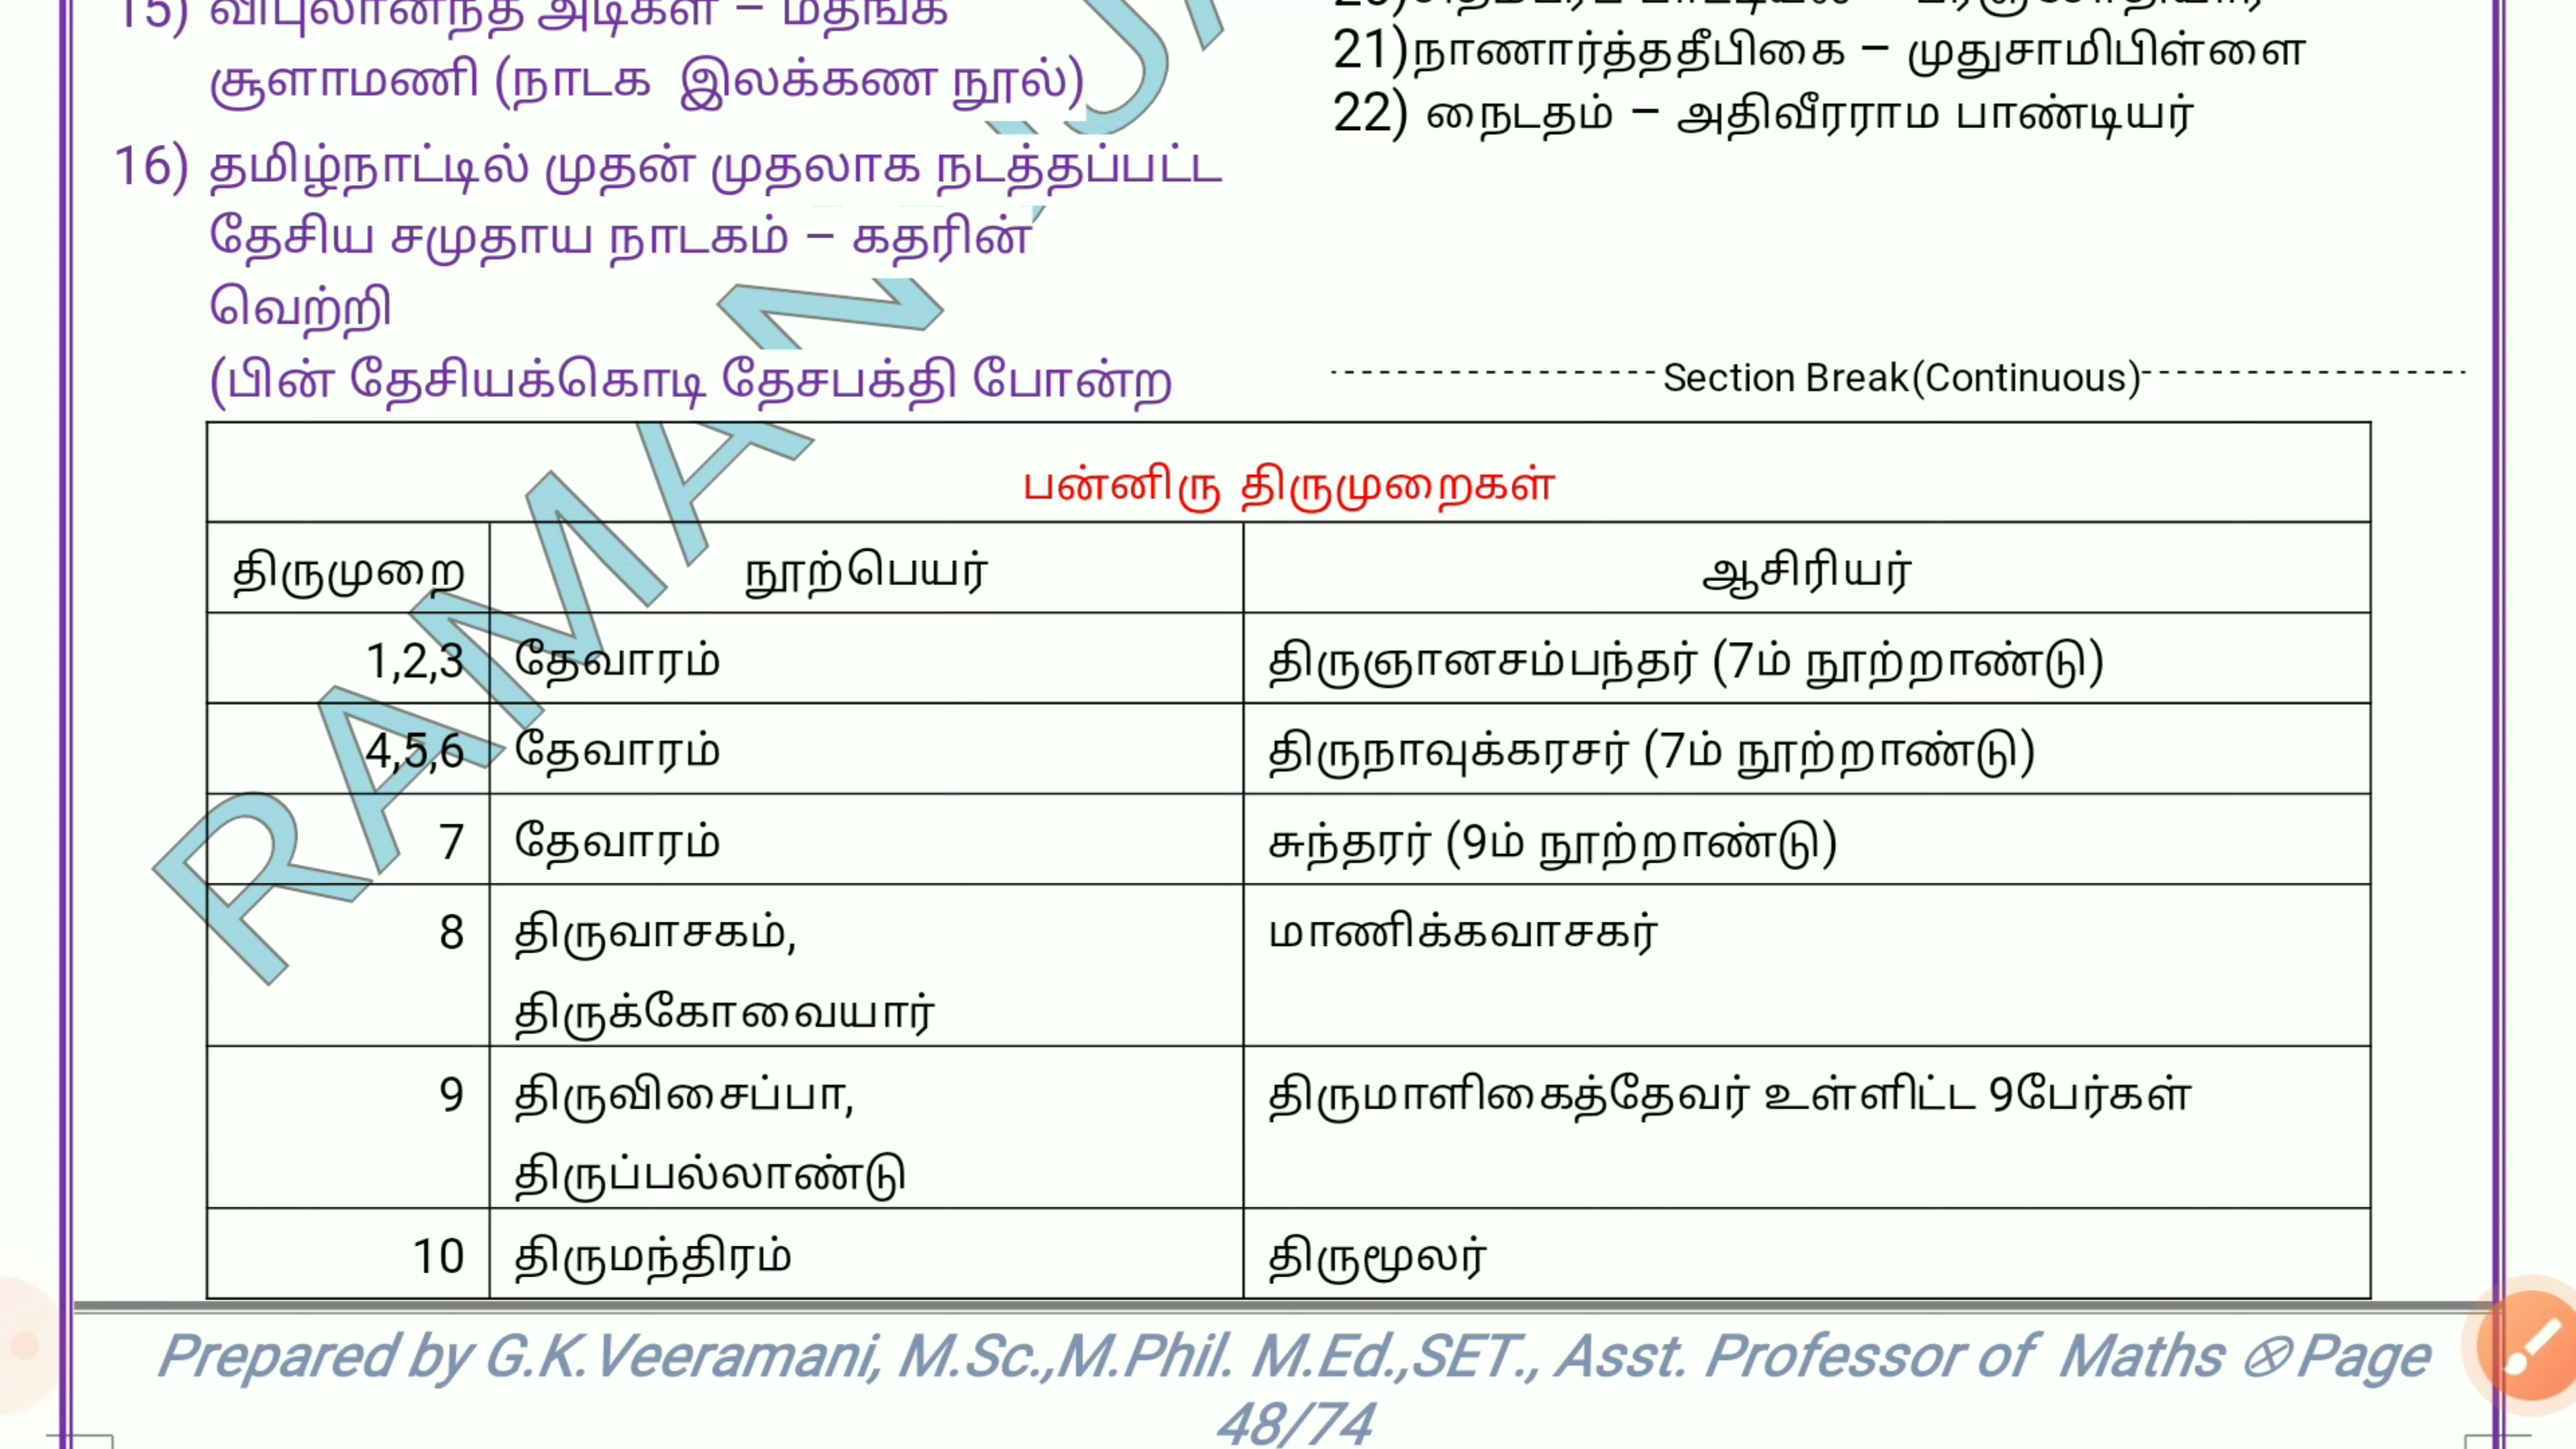 15) விபுலானந்த அடிகள் – மதங்க
சூளாமணி (நாடக இலக்கண நூல்)
16) தமிழ்நாட்டில் முதன் முதலாக நடத்தப்பட்ட
தேசிய சமுதாய நாடகம் – கதரின்
வெற்றி
(பின் தேசியக்கொடி தேசபக்தி போன்ற
21)நாணார்த்ததீபிகை – முதுசாமிபிள்ளை
22) நைடதம் – அதிவீரராம பாண்டியர்
Section Break(Continuous)
பன்னிரு திருமுறைகள்
திருமுறை நூற்பெயர் ஆசிரியர்
1,2,3 தேவாரம் திருஞானசம்பந்தர் (7ம் நூற்றாண்டு)
4,5,6 தேவாரம் திருநாவுக்கரசர் (7ம் நூற்றாண்டு)
7 தேவாரம் சுந்தரர் (9ம் நூற்றாண்டு)
8 திருவாசகம், மாணிக்கவாசகர்
திருக்கோவையார்
9 திருவிசைப்பா, திருமாளிகைத்தேவர் உள்ளிட்ட 9பேர்கள்
திருப்பல்லாண்டு
10 திருமந்திரம் திருமூலர்
Prepared by G.K.Veeramani, M.Sc.,M.Phil. M.Ed.,SET., Asst. Professor of Maths ⊗Page
48/74